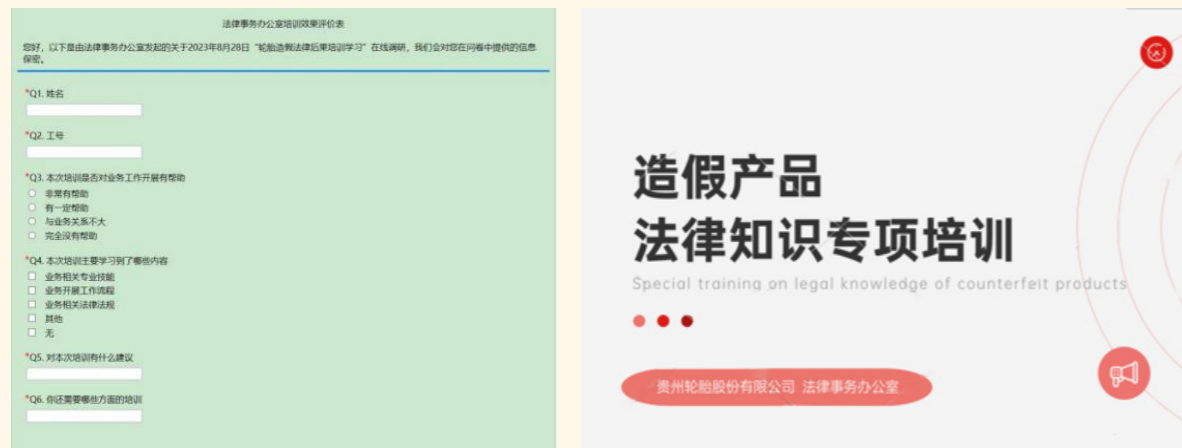 法律事务办公室培训效果评价表
您好，以下是由法律事务办公室发起的关于2023年8月28日“轮胎造假法律后果培训学习”在线调研，我们会对您在问卷中提供的信息
保密。
*Q1. 姓名
*Q2. 工号
*Q3. 本次培训是否对业务工作开展有帮助
非常有帮助
有一定帮助
与业务关系不大
完全没有帮助
*Q4. 本次培训主要学习到了哪些内容
业务相关专业技能
业务开展工作流程
业务相关法律法规
其他
无
*Q5. 对本次培训有什么建议
*Q6. 你还需要哪些方面的培训
造假产品
法律知识专项培训
Special training on legal knowledge of counterfeit products
贵州轮胎股份有限公司 法律事务办公室